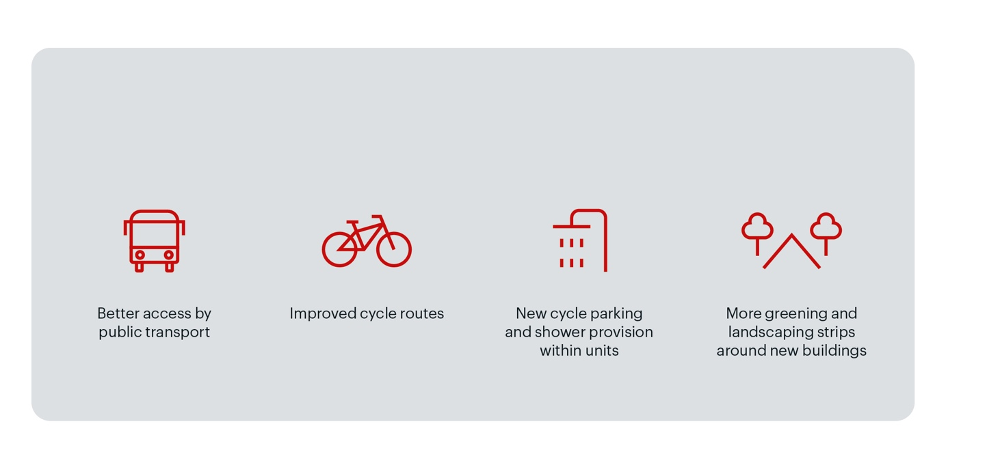 Better access by
public transport
Improved cycle routes
New cycle parking
and shower provision
within units
More greening and
landscaping strips
around new buildings